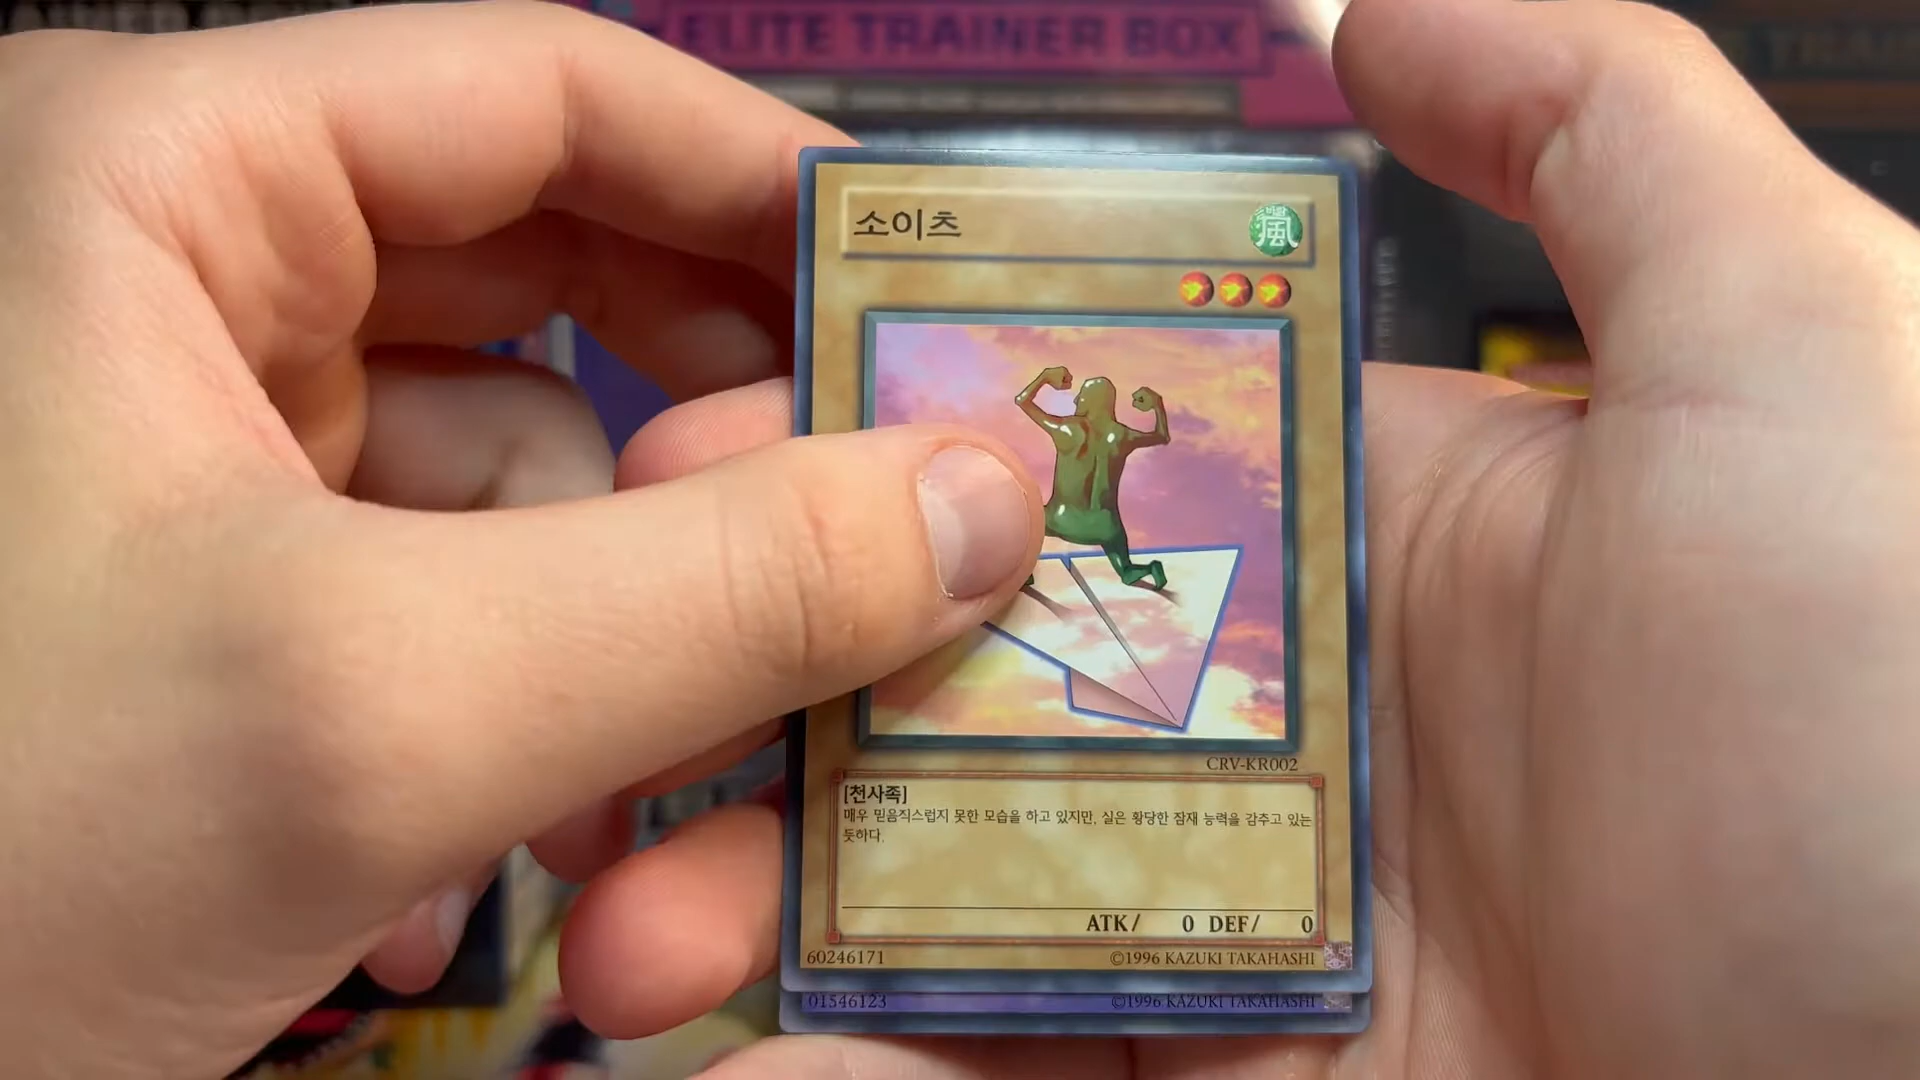 ELITE TRAINER BOX
소이츠
바람
風
CRV-KR002
[천사족]
매우 믿음직스럽지 못한 모습을 하고 있지만, 실은 황당한 잠재 능력을 감추고 있는
듯하다.
ATK/ 0 DEF/ 0
60246171
©1996 KAZUKI TAKAHASHI
01546123
©1996 KAZUKI TAKAHASHI